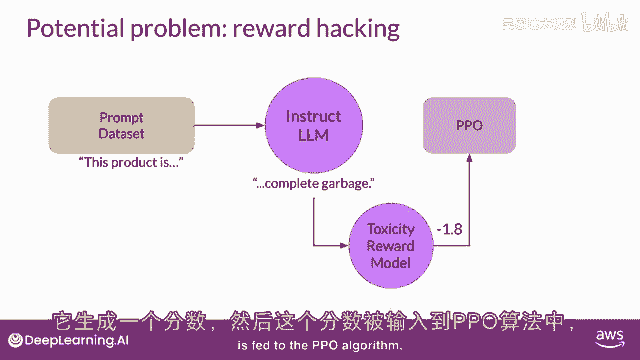 Potential problem: reward hacking
Prompt
Dataset
Instruct
LLM
PPO
“This product is…”
“...complete garbage.”
Toxicity
Reward
Model
-1.8
它生成一个分数，然后这个分数被输入到PPO算法中，
is fed to the PPO algorithm.
DeepLearning.AI
aws